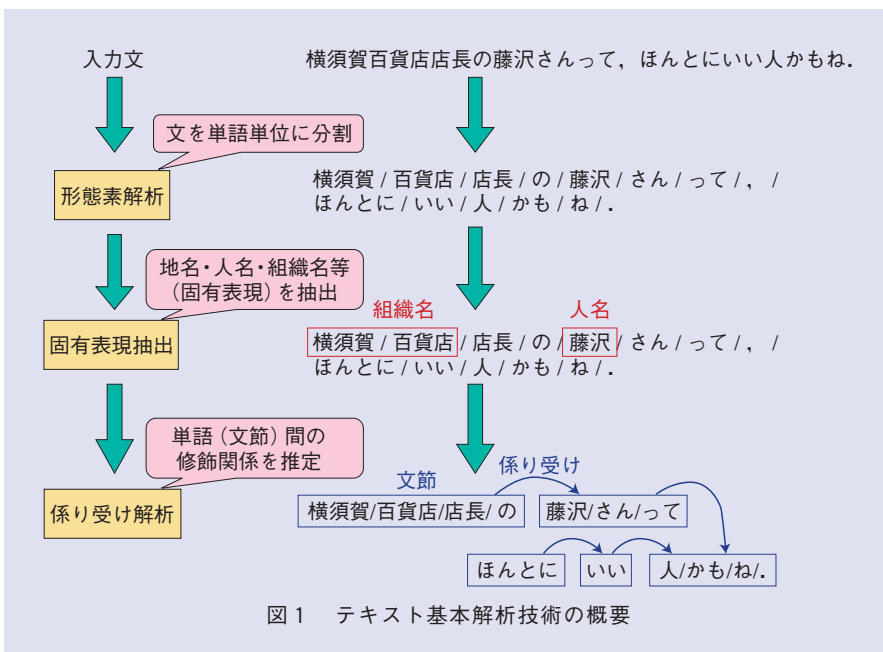 入力文
横須賀百貨店店長の藤沢さんって，ほんとにいい人かもね．
文を単語単位に分割
形態素解析
横須賀 / 百貨店 / 店長 / の / 藤沢 / さん / って / ，/
ほんとに / いい / 人 / かも / ね / ．
地名・人名・組織名等
（固有表現）を抽出
固有表現抽出
組織名
人名
横須賀 / 百貨店 / 店長 / の / 藤沢 / さん / って / ，/
ほんとに / いい / 人 / かも / ね / ．
単語（文節）間の
修飾関係を推定
係り受け解析
文節
係り受け
横須賀/百貨店/店長/ の
藤沢/さん/って
ほんとに
いい
人/かも/ね/．
図1　テキスト基本解析技術の概要